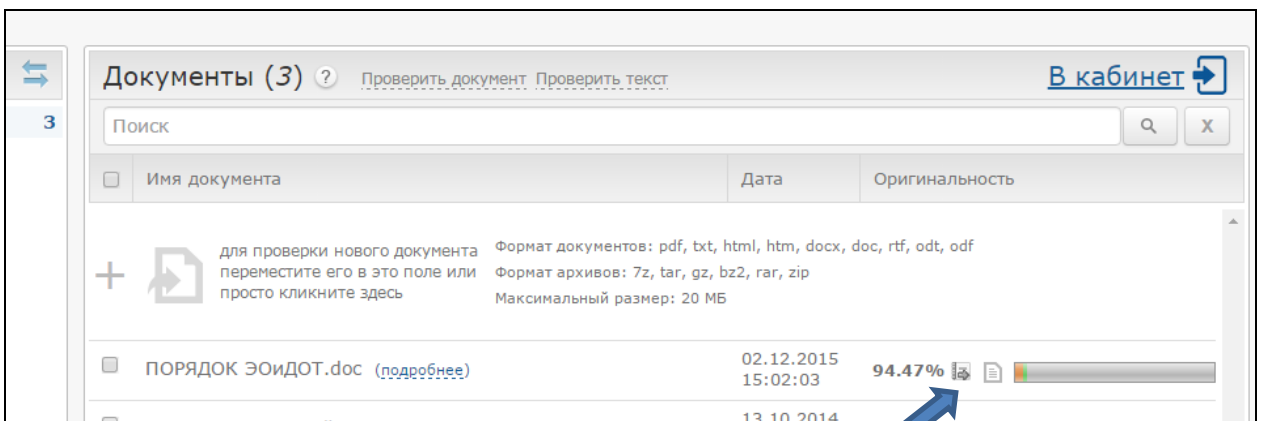 Документы (3) ? Проверить документ Проверить текст В кабинет
3
Поиск X
Имя документа Дата Оригинальность
для проверки нового документа
переместите его в это поле или
просто кликните здесь
Формат документов: pdf, txt, html, htm, docx, doc, rtf, odt, odf
Формат архивов: 7z, tar, gz, bz2, rar, zip
Максимальный размер: 20 МБ
ПОРЯДОК ЭОиДОТ.doc (подробнее) 02.12.2015
15:02:03 94.47%
13.10.2014